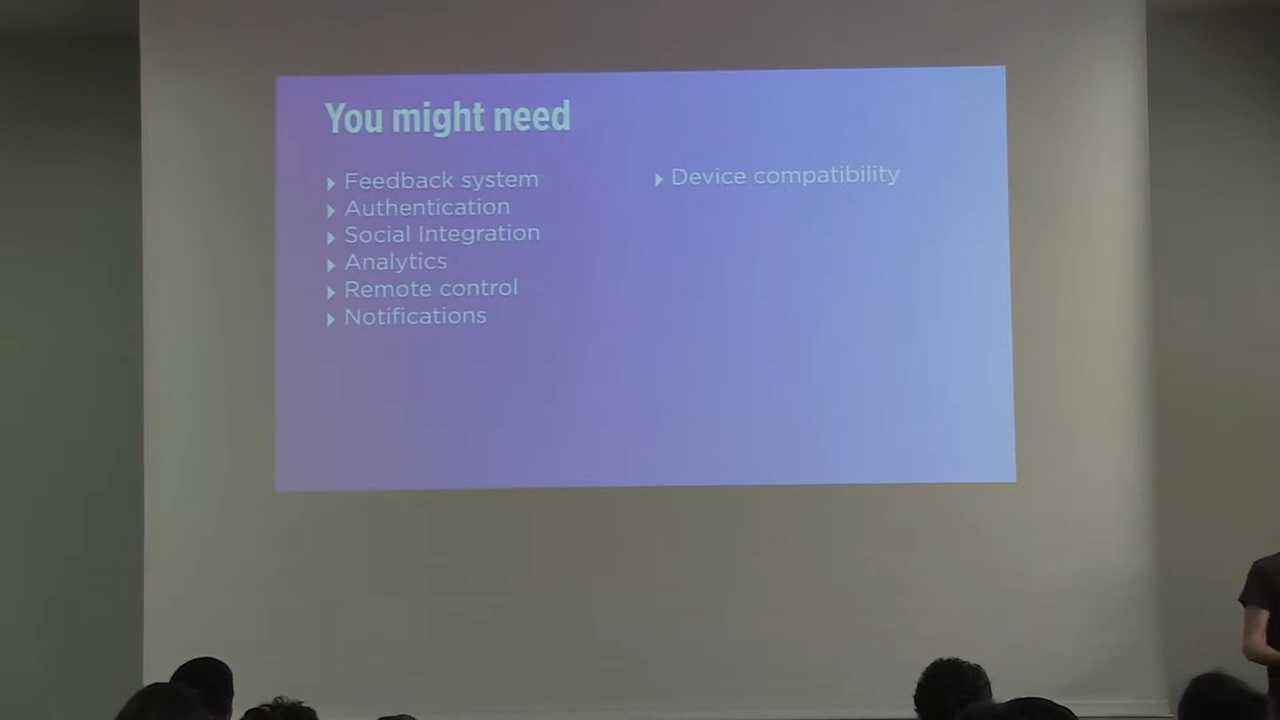 You might need
Feedback system
Authentication
Social Integration
Analytics
Remote control
Notifications
Device compatibility